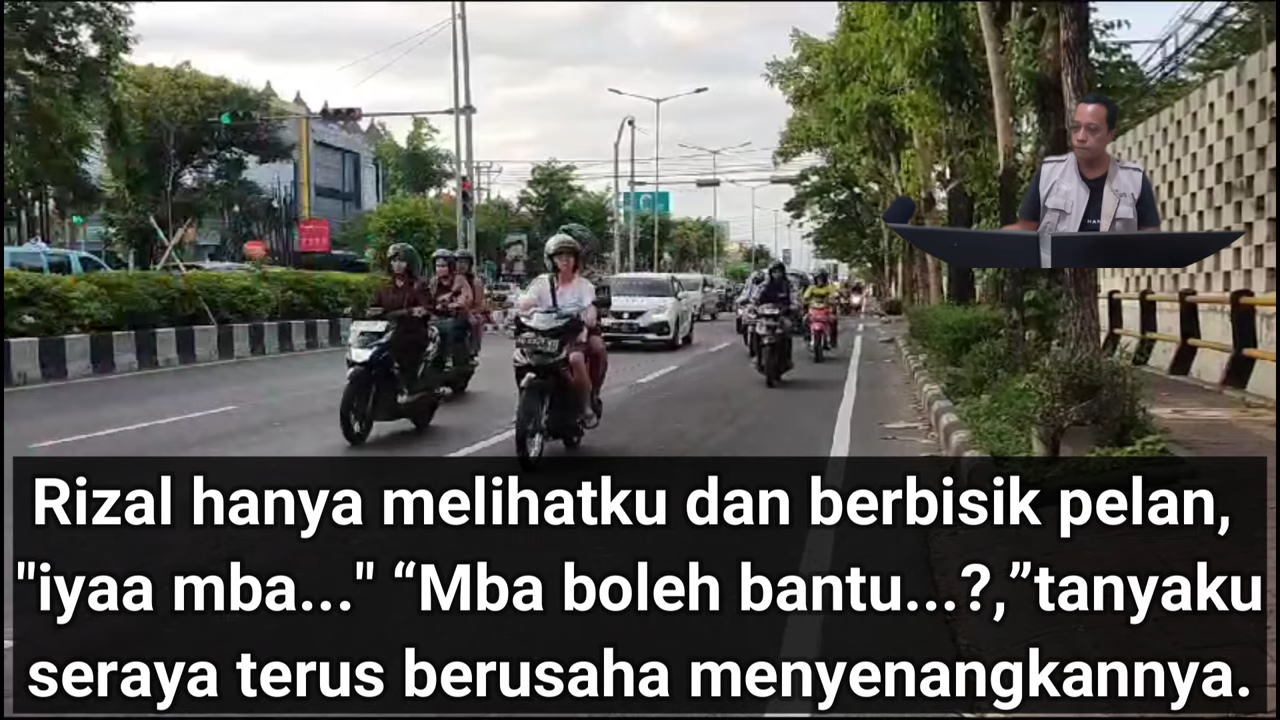 Rizal hanya melihatku dan berbisik pelan,
"iyaa mba..." “Mba boleh bantu...?,”tanyaku
seraya terus berusaha menyenangkannya.